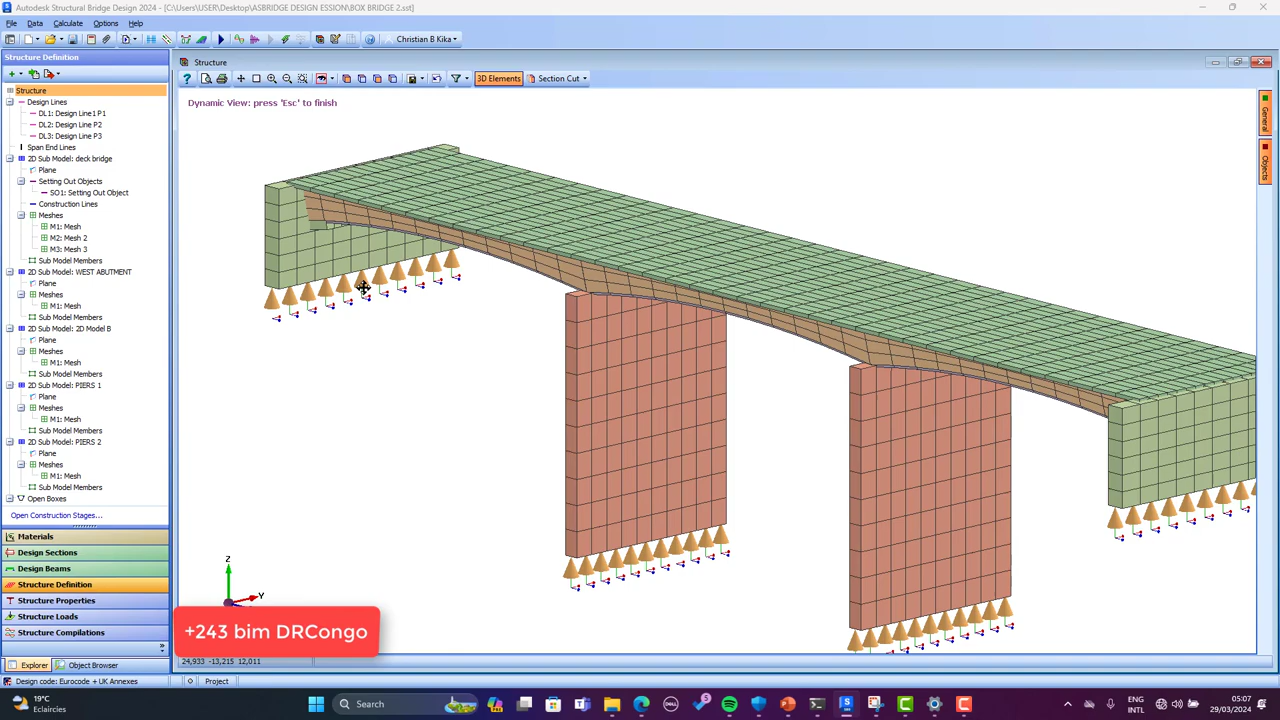 Autodesk Structural Bridge Design 2024 - [C:\Users\USER\Desktop\ASBRIDGE DESIGN ESSION\BOX BRIDGE 2.sst]
File Data Calculate Options Help
Christian B Kika
Structure Definition
Structure
Design Lines
DL1: Design Line1 P1
DL2: Design Line P2
DL3: Design Line P3
Span End Lines
2D Sub Model: deck bridge
Plane
Setting Out Objects
SO1: Setting Out Object
Construction Lines
Meshes
M1: Mesh
M2: Mesh 2
M3: Mesh 3
Sub Model Members
2D Sub Model: WEST ABUTMENT
Plane
Meshes
M1: Mesh
Sub Model Members
2D Sub Model: 2D Model B
Plane
Meshes
M1: Mesh
Sub Model Members
2D Sub Model: PIERS 1
Plane
Meshes
M1: Mesh
Sub Model Members
2D Sub Model: PIERS 2
Plane
Meshes
M1: Mesh
Sub Model Members
Open Boxes
Open Construction Stages...
Materials
Design Sections
Design Beams
Structure Definition
Structure Properties
Structure Loads
Structure Compilations
Explorer Object Browser
Design code: Eurocode + UK Annexes
Structure
3D Elements Section Cut
Dynamic View: press 'Esc' to finish
General
Objects
Z
Y
+243 bim DRCongo
24,933 -13,215 12,011
Project
19°C
Eclaircies
Search
ENG
INTL
05:07
29/03/2024